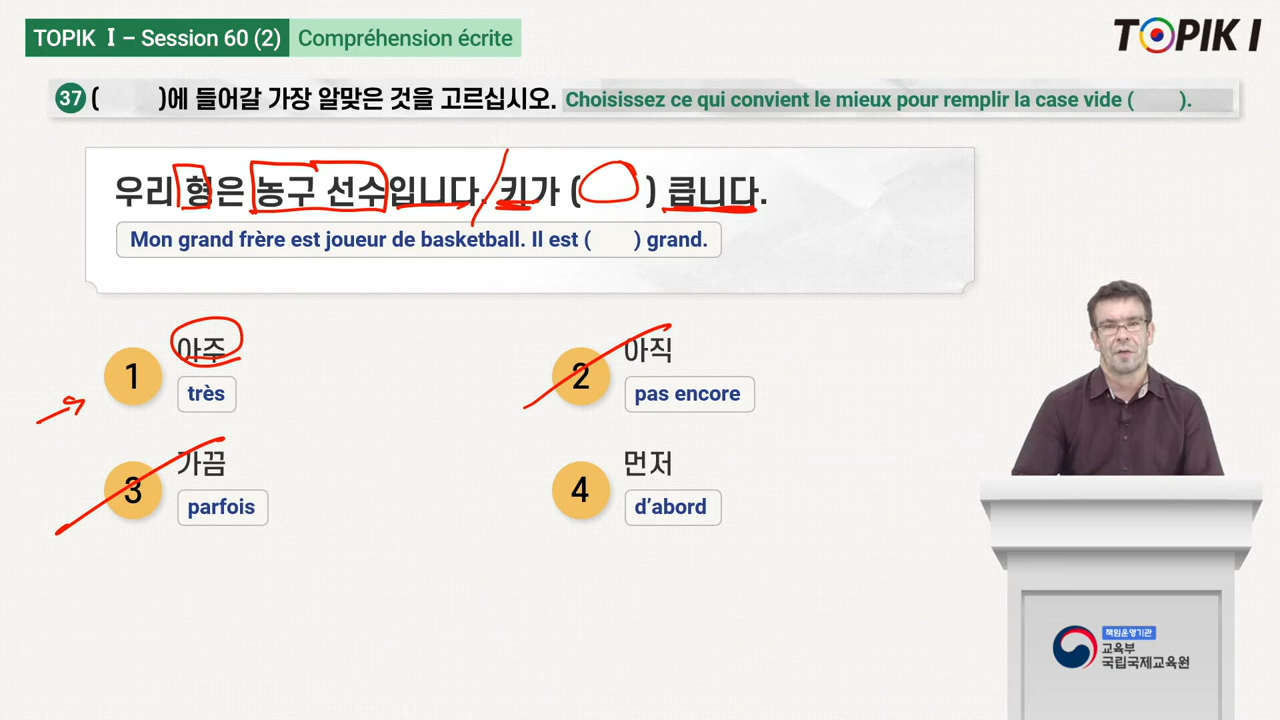 TOPIK Ⅰ – Session 60 (2) Compréhension écrite
TOPIK I
37 ( )에 들어갈 가장 알맞은 것을 고르십시오. Choisissez ce qui convient le mieux pour remplir la case vide ( ).
우리 형은 농구 선수입니다. 키가 ( ) 큽니다.
Mon grand frère est joueur de basketball. Il est ( ) grand.
1 아주
très
2 아직
pas encore
3 가끔
parfois
4 먼저
d’abord
책임운영기관
교육부
국립국제교육원